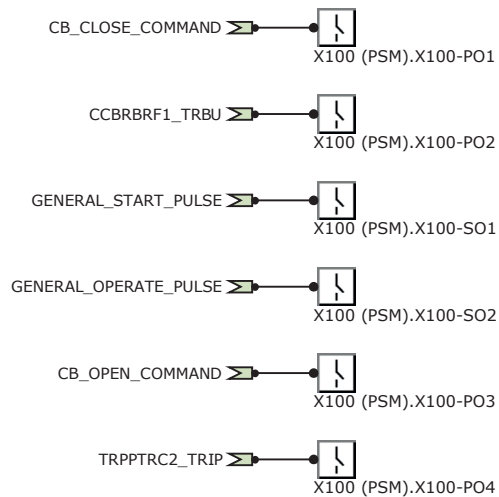 CB_CLOSE_COMMAND
X100 (PSM).X100-PO1
CCBRBRF1_TRBU
X100 (PSM).X100-PO2
GENERAL_START_PULSE
X100 (PSM).X100-SO1
GENERAL_OPERATE_PULSE
X100 (PSM).X100-SO2
CB_OPEN_COMMAND
X100 (PSM).X100-PO3
TRPPTRC2_TRIP
X100 (PSM).X100-PO4